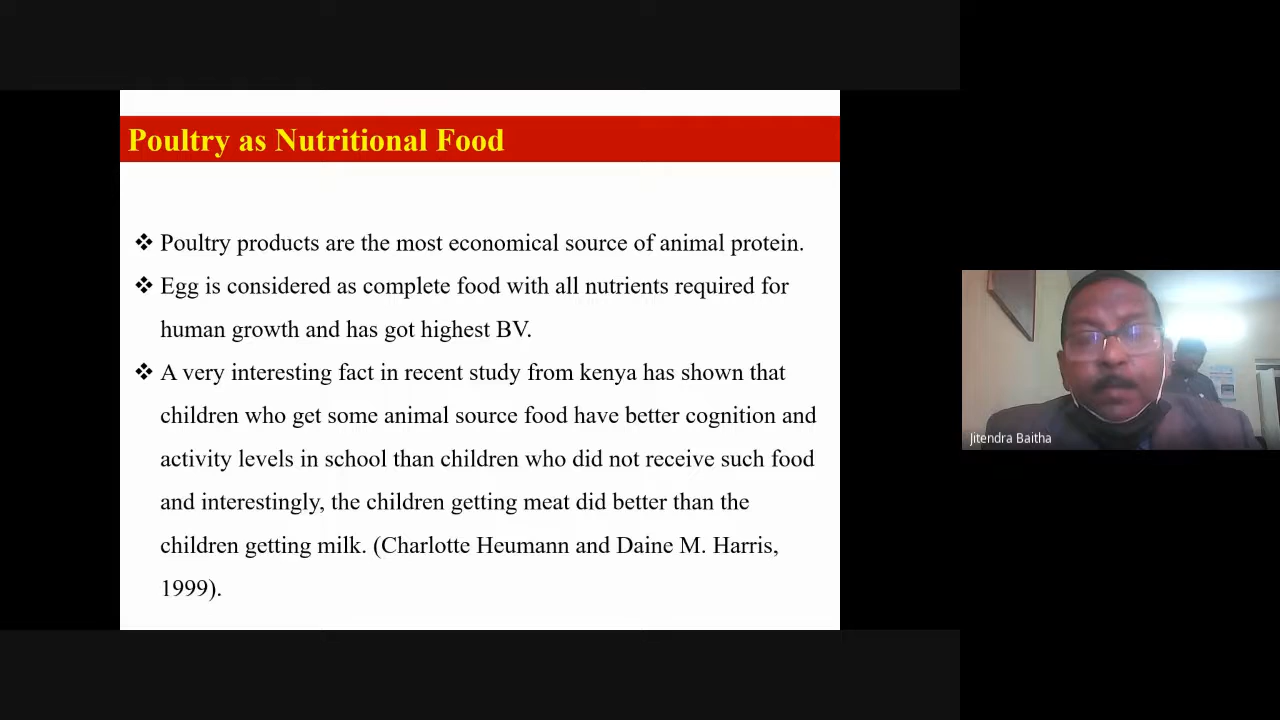 Poultry as Nutritional Food
❖ Poultry products are the most economical source of animal protein.
❖ Egg is considered as complete food with all nutrients required for
human growth and has got highest BV.
❖ A very interesting fact in recent study from kenya has shown that
children who get some animal source food have better cognition and
activity levels in school than children who did not receive such food
and interestingly, the children getting meat did better than the
children getting milk. (Charlotte Heumann and Daine M. Harris,
1999).
Jitendra Baitha